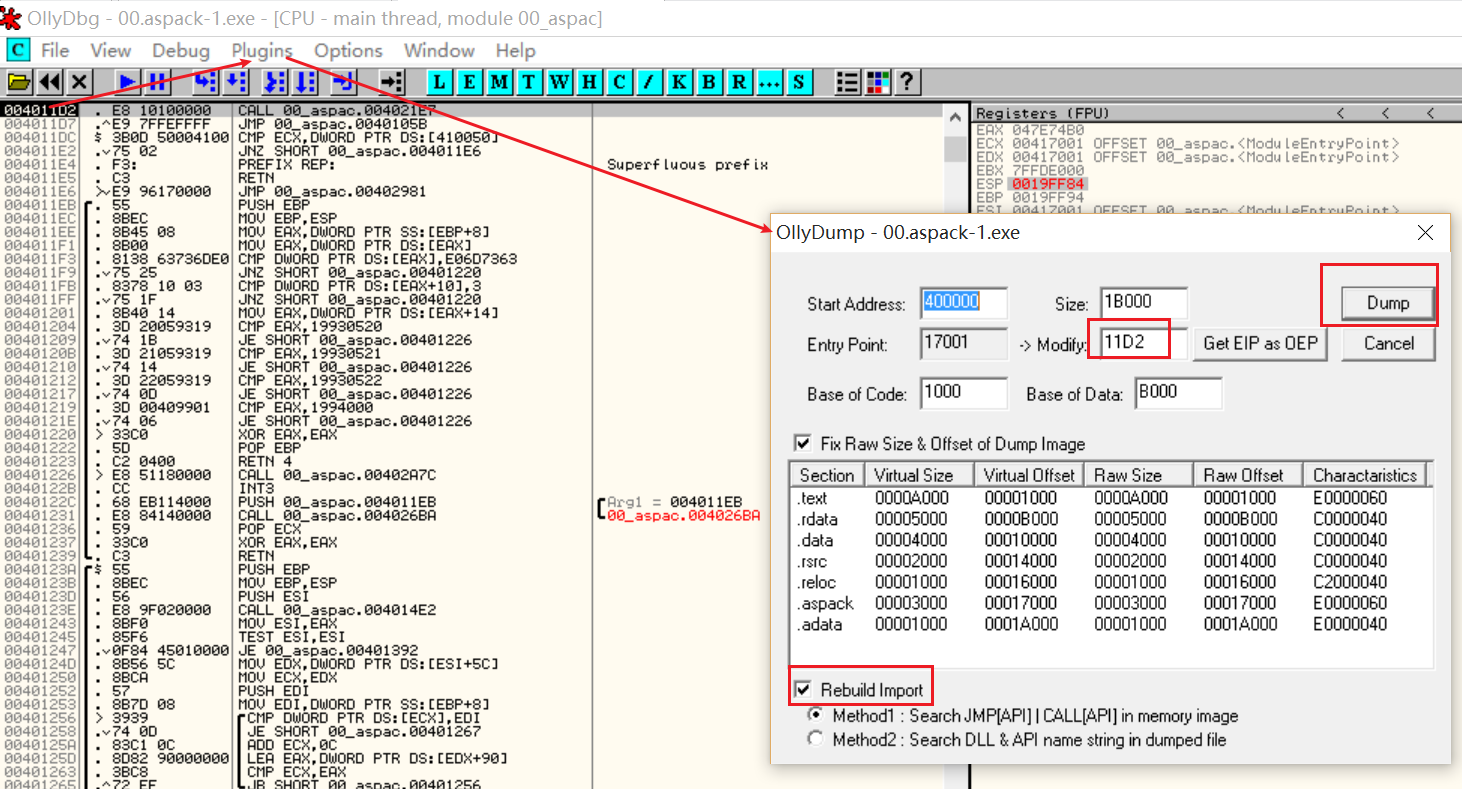 OllyDbg - 00.aspack-1.exe - [CPU - main thread, module 00_aspac]
C File View Debug Plugins Options Window Help
L E M T W H C / K B R ... S ?
004011D2 . E8 10100000 CALL 00_aspac.004021E7
004011D7 .^E9 7FFEFFFF JMP 00_aspac.0040105B
004011DC $ 3B0D 50004100 CMP ECX,DWORD PTR DS:[410050]
004011E2 .v75 02 JNZ SHORT 00_aspac.004011E6
004011E4 . F3: PREFIX REP: Superfluous prefix
004011E5 . C3 RETN
004011E6 >-E9 96170000 JMP 00_aspac.00402981
004011EB . 55 PUSH EBP
004011EC . 8BEC MOV EBP,ESP
004011EE . 8B45 08 MOV EAX,DWORD PTR SS:[EBP+8]
004011F1 . 8B00 MOV EAX,DWORD PTR DS:[EAX]
004011F3 . 8138 63736DE0 CMP DWORD PTR DS:[EAX],E06D7363
004011F9 .v75 25 JNZ SHORT 00_aspac.00401220
004011FB . 8378 10 03 CMP DWORD PTR DS:[EAX+10],3
004011FF .v75 1F JNZ SHORT 00_aspac.00401220
00401201 . 8B40 14 MOV EAX,DWORD PTR DS:[EAX+14]
00401204 . 3D 20059319 CMP EAX,19930520
00401209 .v74 1B JE SHORT 00_aspac.00401226
0040120B . 3D 21059319 CMP EAX,19930521
00401210 .v74 14 JE SHORT 00_aspac.00401226
00401212 . 3D 22059319 CMP EAX,19930522
00401217 .v74 0D JE SHORT 00_aspac.00401226
00401219 . 3D 00409901 CMP EAX,1994000
0040121E .v74 06 JE SHORT 00_aspac.00401226
00401220 > 33C0 XOR EAX,EAX
00401222 . 5D POP EBP
00401223 . C2 0400 RETN 4
00401226 > E8 51180000 CALL 00_aspac.00402A7C
0040122B . CC INT3
0040122C . 68 EB114000 PUSH 00_aspac.004011EB Arg1 = 004011EB
00401231 . E8 84140000 CALL 00_aspac.004026BA 00_aspac.004026BA
00401236 . 59 POP ECX
00401237 . 33C0 XOR EAX,EAX
00401239 . C3 RETN
0040123A $ 55 PUSH EBP
0040123B . 8BEC MOV EBP,ESP
0040123D . 56 PUSH ESI
0040123E . E8 9F020000 CALL 00_aspac.004014E2
00401243 . 8BF0 MOV ESI,EAX
00401245 . 85F6 TEST ESI,ESI
00401247 .v0F84 45010000 JE 00_aspac.00401392
0040124D . 8B56 5C MOV EDX,DWORD PTR DS:[ESI+5C]
00401250 . 8BCA MOV ECX,EDX
00401252 . 57 PUSH EDI
00401253 . 8B7D 08 MOV EDI,DWORD PTR SS:[EBP+8]
00401256 > 3939 CMP DWORD PTR DS:[ECX],EDI
00401258 .v74 0D JE SHORT 00_aspac.00401267
0040125A . 83C1 0C ADD ECX,0C
0040125D . 8D82 90000000 LEA EAX,DWORD PTR DS:[EDX+90]
00401263 . 3BC8 CMP ECX,EAX
00401265 .^72 EF JB SHORT 00_aspac.00401256
Registers (FPU) < < <
EAX 047E74B0
ECX 00417001 OFFSET 00_aspac.<ModuleEntryPoint>
EDX 00417001 OFFSET 00_aspac.<ModuleEntryPoint>
EBX 7FFDE000
ESP 0019FF84
EBP 0019FF94
ESI 00417001 OFFSET 00_aspac.<ModuleEntryPoint>
OllyDump - 00.aspack-1.exe
Start Address: 400000 Size: 1B000 Dump
Entry Point: 17001 -> Modify: 11D2 Get EIP as OEP Cancel
Base of Code: 1000 Base of Data: B000
Fix Raw Size & Offset of Dump Image
Section Virtual Size Virtual Offset Raw Size Raw Offset Charactaristics
.text 0000A000 00001000 0000A000 00001000 E0000060
.rdata 00005000 0000B000 00005000 0000B000 C0000040
.data 00004000 00010000 00004000 00010000 C0000040
.rsrc 00002000 00014000 00002000 00014000 C0000040
.reloc 00001000 00016000 00001000 00016000 C2000040
.aspack 00003000 00017000 00003000 00017000 E0000060
.adata 00001000 0001A000 00001000 0001A000 E0000040
Rebuild Import
Method1 : Search JMP[API] | CALL[API] in memory image
Method2 : Search DLL & API name string in dumped file